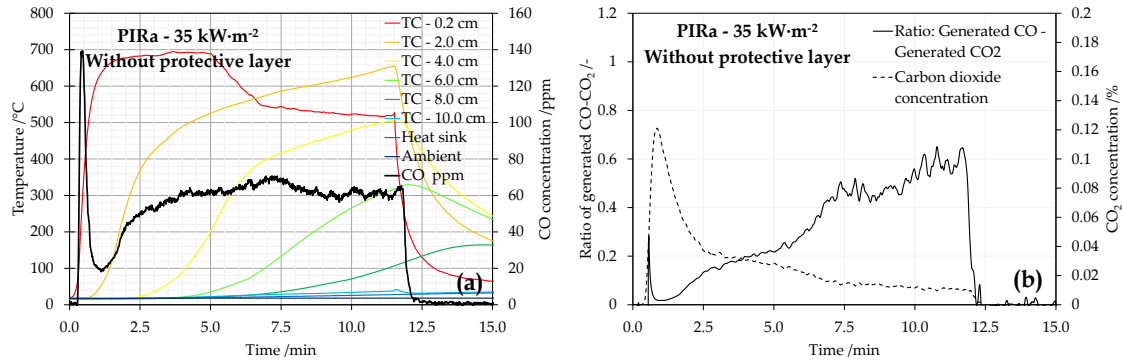 PIRa - 35 kW·m-2
Without protective layer
TC - 0.2 cm
TC - 2.0 cm
TC - 4.0 cm
TC - 6.0 cm
TC - 8.0 cm
TC - 10.0 cm
Heat sink
Ambient
CO ppm
Temperature /°C
800
700
600
500
400
300
200
100
0
CO concentration /ppm
160
140
120
100
80
60
40
20
0
(a)
0.0 2.5 5.0 7.5 10.0 12.5 15.0
Time /min
PIRa - 35 kW·m-2
Without protective layer
Ratio: Generated CO -
Generated CO2
Carbon dioxide
concentration
Ratio of generated CO-CO2 /-
1.2
1
0.8
0.6
0.4
0.2
0
CO2 concentration /%
0.2
0.18
0.16
0.14
0.12
0.1
0.08
0.06
0.04
0.02
0
(b)
0.0 2.5 5.0 7.5 10.0 12.5 15.0
Time /min